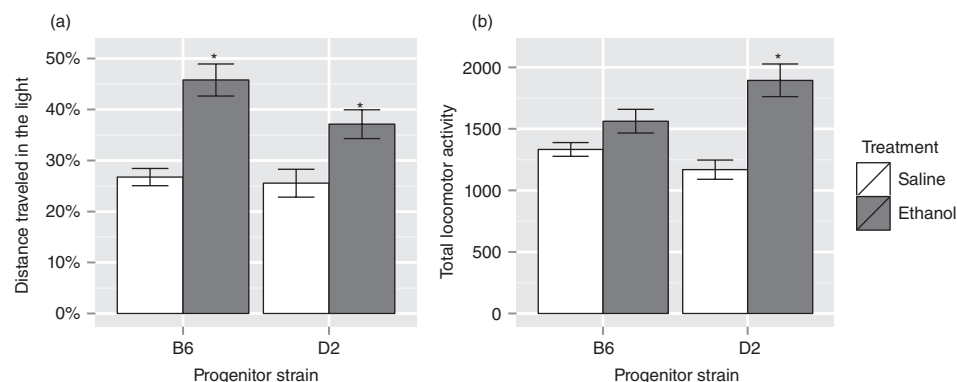 (a)
Distance traveled in the light
50%
40%
30%
20%
10%
0%
*
*
B6
D2
Progenitor strain
(b)
Total locomotor activity
2000
1500
1000
500
0
*
B6
D2
Progenitor strain
Treatment
Saline
Ethanol